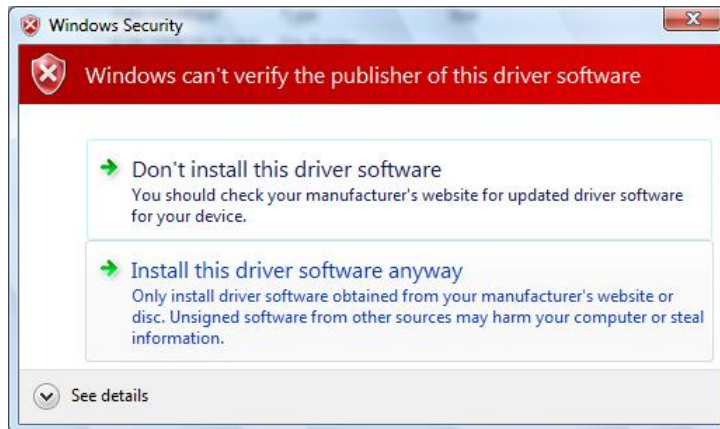 Windows Security
Windows can't verify the publisher of this driver software
Don't install this driver software
You should check your manufacturer's website for updated driver software
for your device.
Install this driver software anyway
Only install driver software obtained from your manufacturer's website or
disc. Unsigned software from other sources may harm your computer or steal
information.
See details